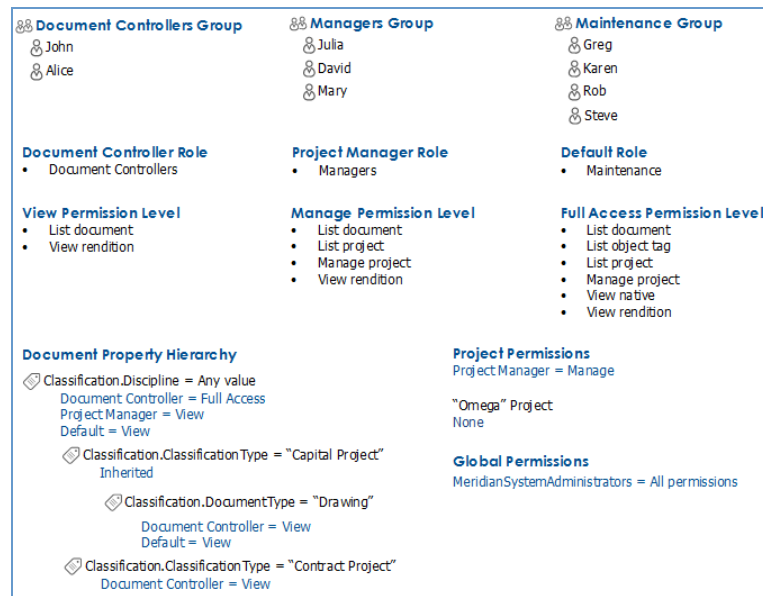 Document Controllers Group
John
Alice
Managers Group
Julia
David
Mary
Maintenance Group
Greg
Karen
Rob
Steve
Document Controller Role
• Document Controllers
Project Manager Role
• Managers
Default Role
• Maintenance
View Permission Level
• List document
• View rendition
Manage Permission Level
• List document
• List project
• Manage project
• View rendition
Full Access Permission Level
• List document
• List object tag
• List project
• Manage project
• View native
• View rendition
Document Property Hierarchy
Classification.Discipline = Any value
Document Controller = Full Access
Project Manager = View
Default = View
Classification.ClassificationType = “Capital Project”
Inherited
Classification.DocumentType = “Drawing”
Document Controller = View
Default = View
Classification.ClassificationType = “Contract Project”
Document Controller = View
Project Permissions
Project Manager = Manage
“Omega” Project
None
Global Permissions
MeridianSystemAdministrators = All permissions